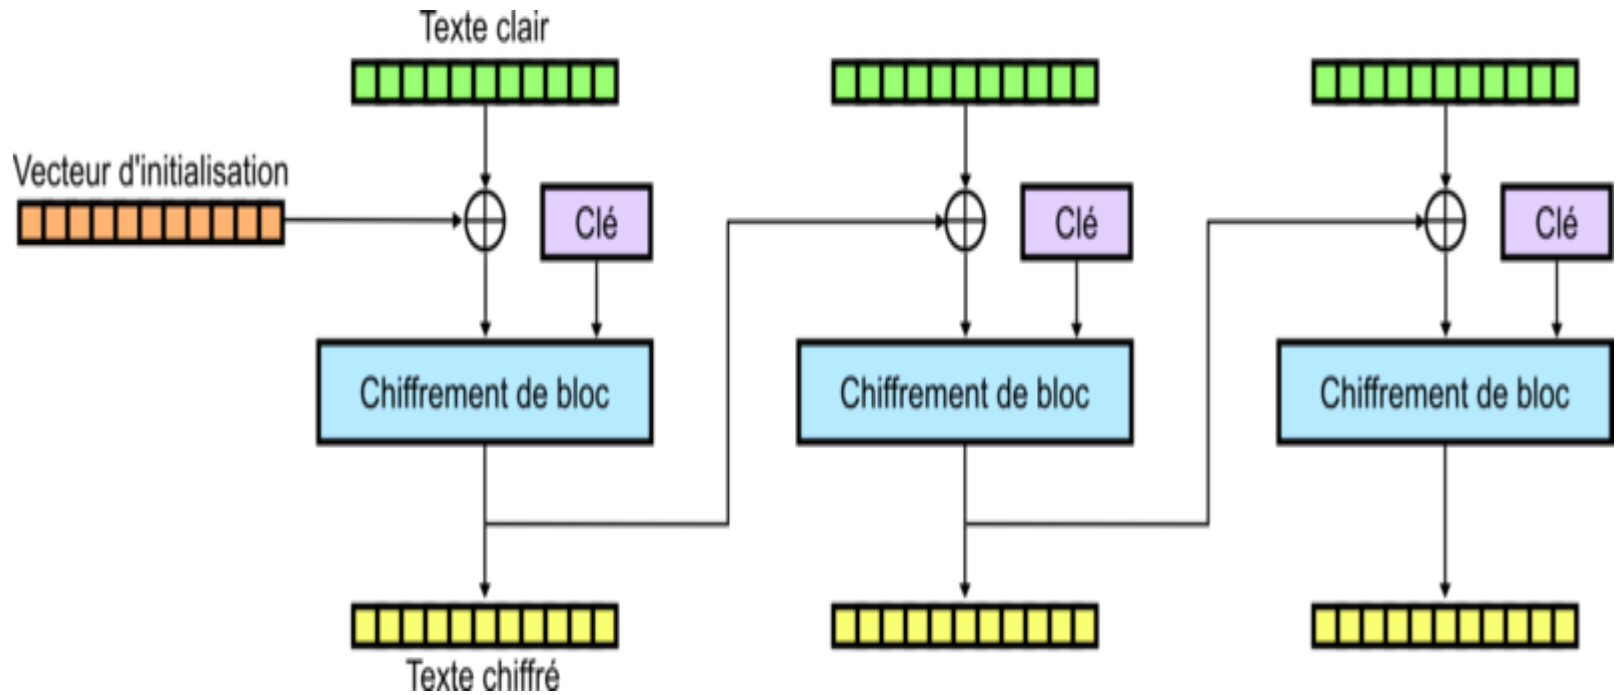 Texte clair
Vecteur d'initialisation
Clé
Clé
Clé
Chiffrement de bloc
Chiffrement de bloc
Chiffrement de bloc
Texte chiffré